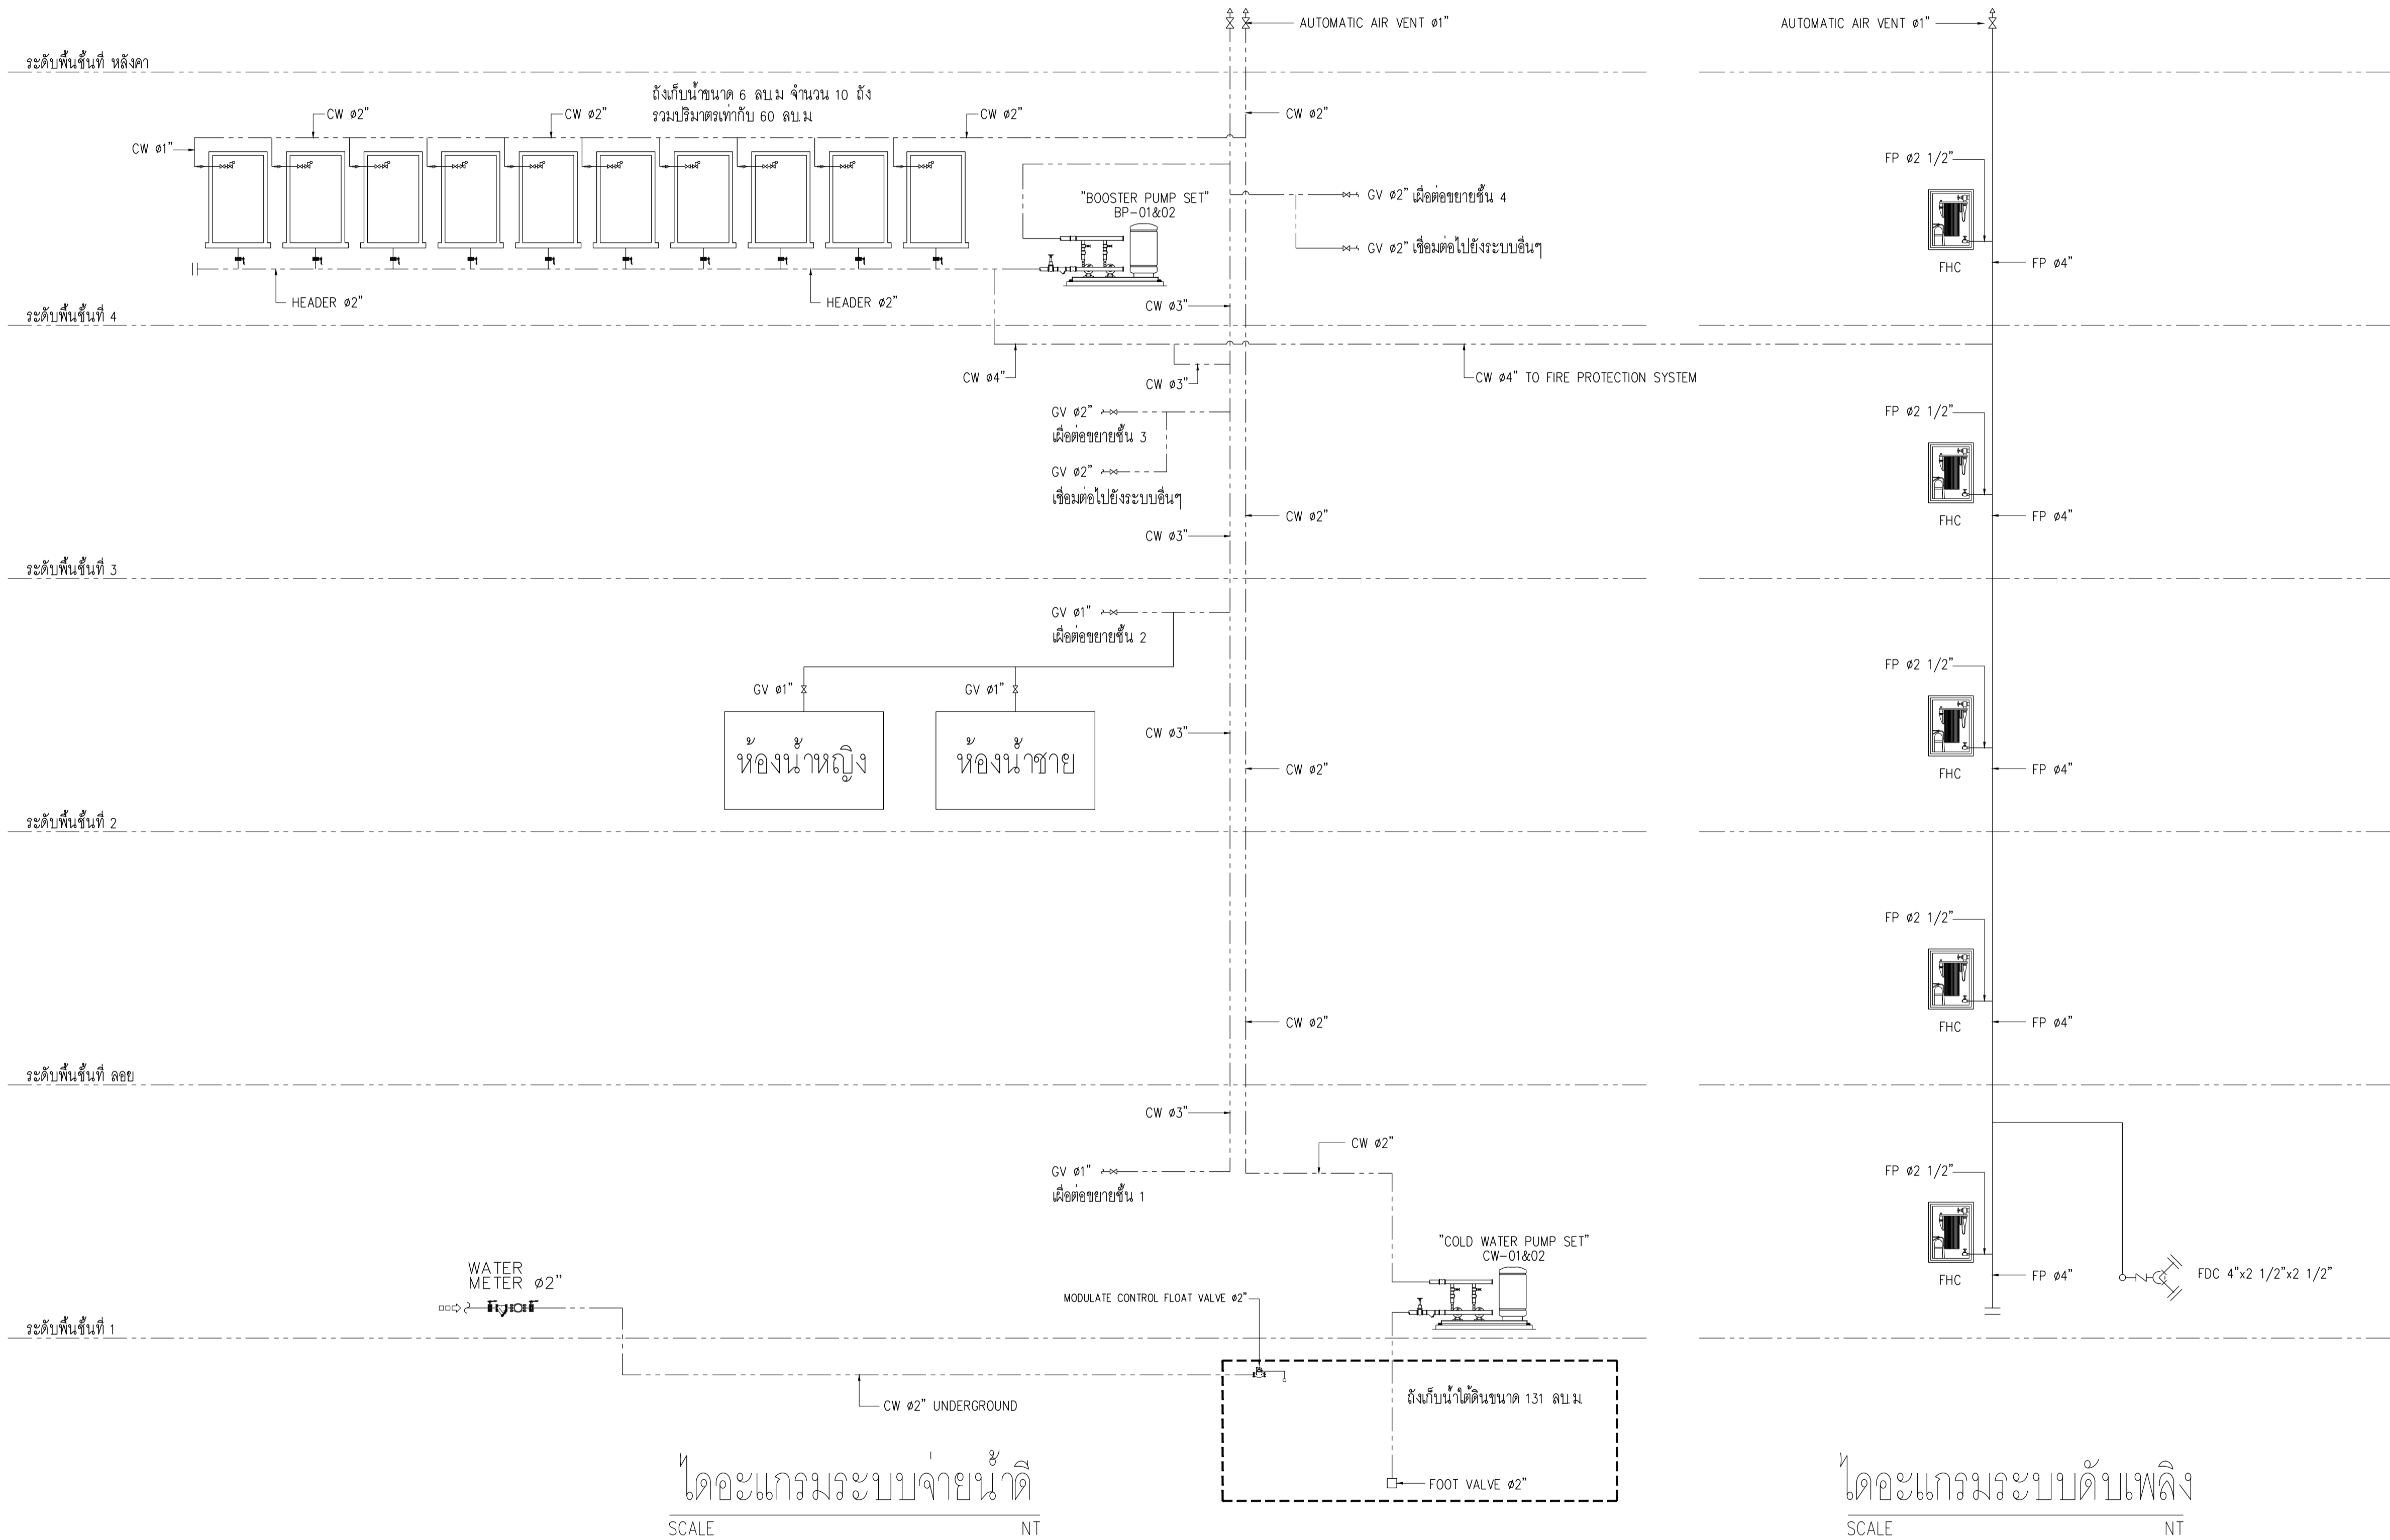 AUTOMATIC AIR VENT ø1"
AUTOMATIC AIR VENT ø1"
ระดับพื้นชั้นที่ หลังคา
ถังเก็บน้ำขนาด 6 ลบ.ม จำนวน 10 ถัง
รวมปริมาตรเท่ากับ 60 ลบ.ม.
CW ø2"
CW ø2"
CW ø2"
CW ø2"
CW ø1"
FP ø2 1/2"
"BOOSTER PUMP SET"
BP-01&02
GV ø2" เผื่อต่อขยายชั้น 4
GV ø2" เชื่อมต่อไปยังระบบอื่นๆ
FHC
FP ø4"
HEADER ø2"
HEADER ø2"
CW ø3"
ระดับพื้นชั้นที่ 4
CW ø4"
CW ø3"
CW ø4" TO FIRE PROTECTION SYSTEM
GV ø2"
เผื่อต่อขยายชั้น 3
FP ø2 1/2"
GV ø2"
เชื่อมต่อไปยังระบบอื่นๆ
CW ø2"
FHC
FP ø4"
CW ø3"
ระดับพื้นชั้นที่ 3
GV ø1"
เผื่อต่อขยายชั้น 2
FP ø2 1/2"
GV ø1"
GV ø1"
ห้องน้ำหญิง
ห้องน้ำชาย
CW ø3"
CW ø2"
FHC
FP ø4"
ระดับพื้นชั้นที่ 2
FP ø2 1/2"
CW ø2"
FHC
FP ø4"
ระดับพื้นชั้นที่ ลอย
CW ø3"
CW ø2"
GV ø1"
เผื่อต่อขยายชั้น 1
FP ø2 1/2"
"COLD WATER PUMP SET"
CW-01&02
WATER
METER ø2"
MODULATE CONTROL FLOAT VALVE ø2"
FHC
FP ø4"
FDC 4"x2 1/2"x2 1/2"
ระดับพื้นชั้นที่ 1
ถังเก็บน้ำใต้ดินขนาด 131 ลบ.ม.
CW ø2" UNDERGROUND
FOOT VALVE ø2"
ไดอะแกรมระบบจ่ายน้ำดี
SCALE NT
ไดอะแกรมระบบดับเพลิง
SCALE NT